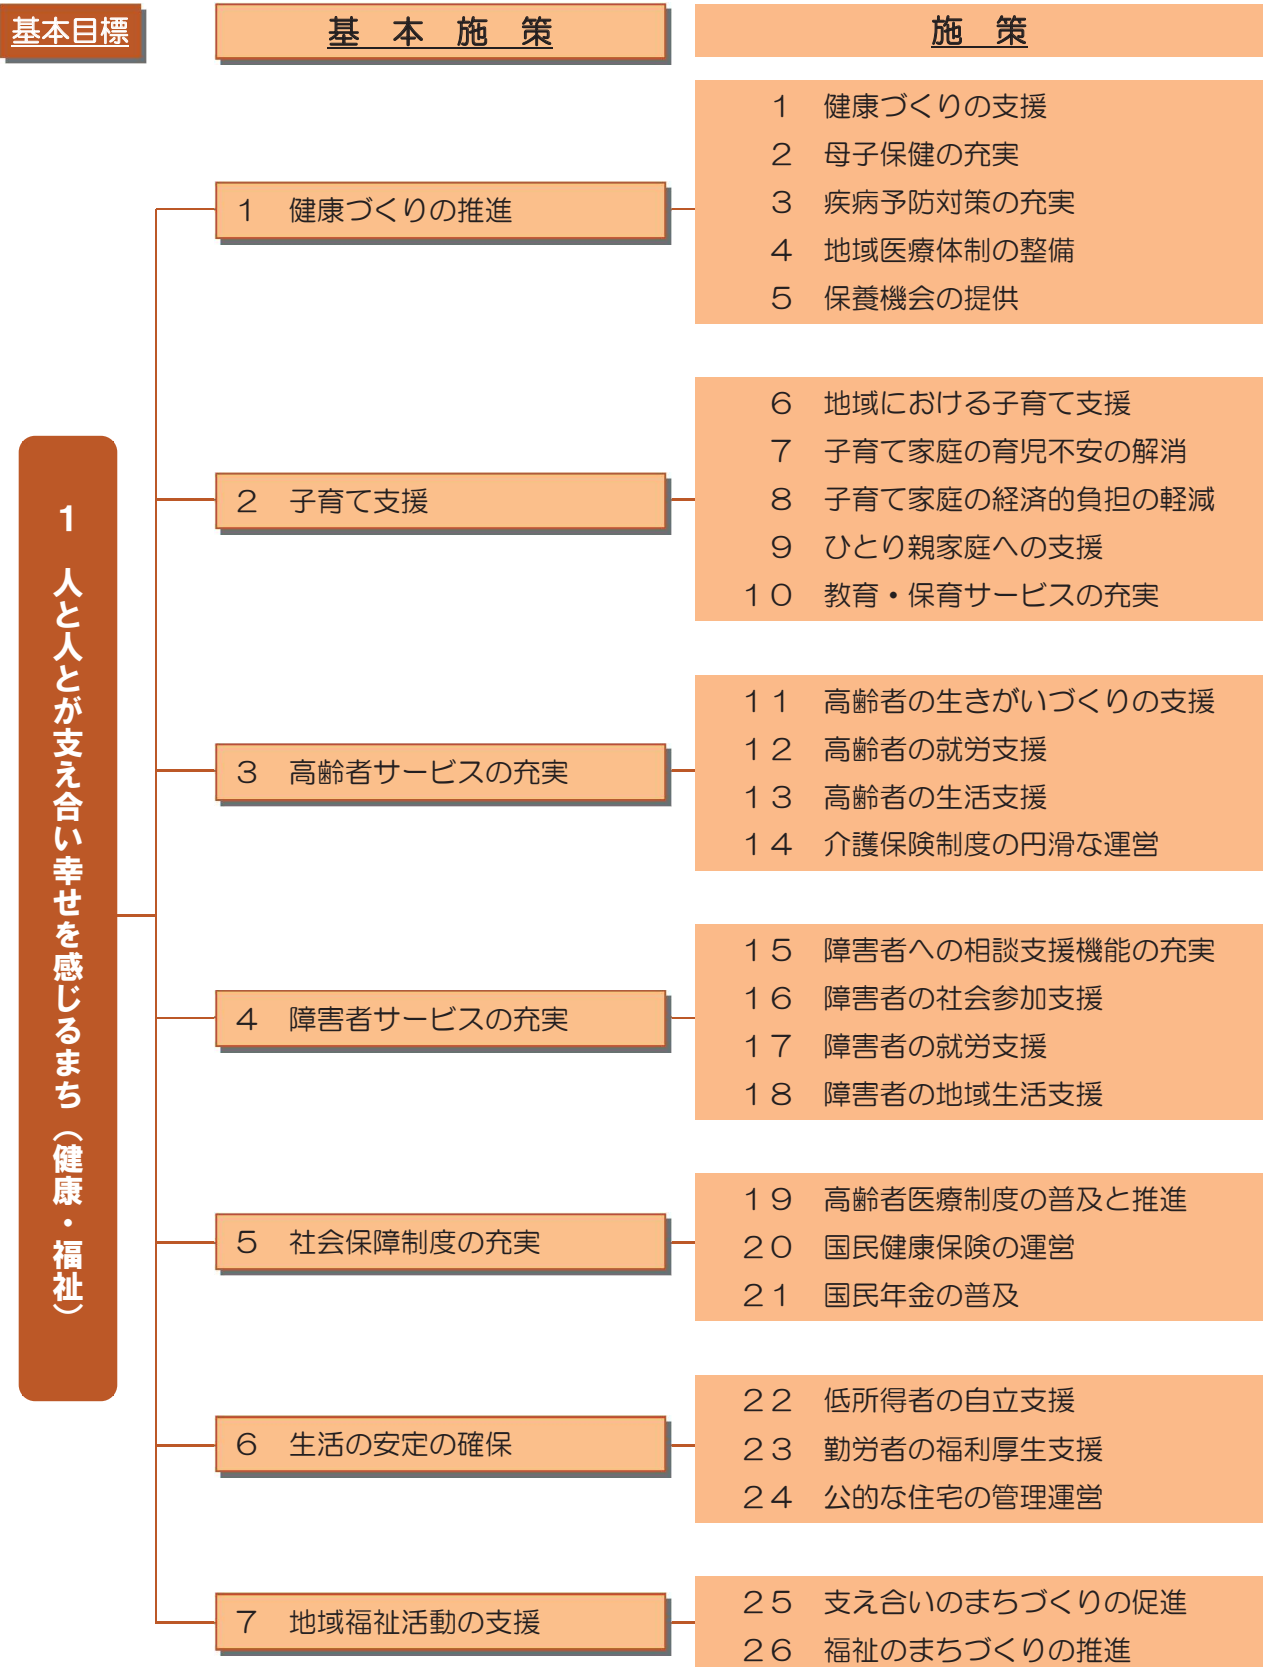 基本目標
基　本　施　策
施　策
１　人と人とが支え合い幸せを感じるまち（健康・福祉）
１　健康づくりの推進
１　健康づくりの支援
２　母子保健の充実
３　疾病予防対策の充実
４　地域医療体制の整備
５　保養機会の提供
２　子育て支援
６　地域における子育て支援
７　子育て家庭の育児不安の解消
８　子育て家庭の経済的負担の軽減
９　ひとり親家庭への支援
１０　教育・保育サービスの充実
３　高齢者サービスの充実
１１　高齢者の生きがいづくりの支援
１２　高齢者の就労支援
１３　高齢者の生活支援
１４　介護保険制度の円滑な運営
４　障害者サービスの充実
１５　障害者への相談支援機能の充実
１６　障害者の社会参加支援
１７　障害者の就労支援
１８　障害者の地域生活支援
５　社会保障制度の充実
１９　高齢者医療制度の普及と推進
２０　国民健康保険の運営
２１　国民年金の普及
６　生活の安定の確保
２２　低所得者の自立支援
２３　勤労者の福利厚生支援
２４　公的な住宅の管理運営
７　地域福祉活動の支援
２５　支え合いのまちづくりの促進
２６　福祉のまちづくりの推進